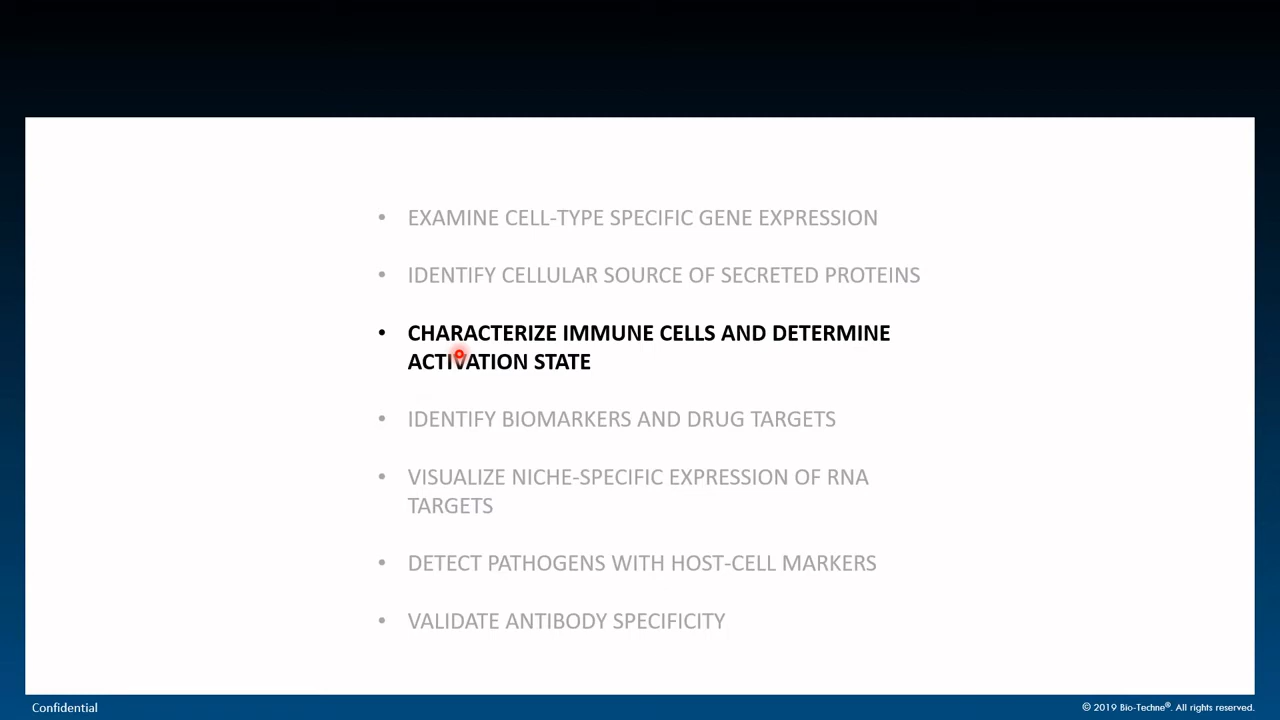 • EXAMINE CELL-TYPE SPECIFIC GENE EXPRESSION
• IDENTIFY CELLULAR SOURCE OF SECRETED PROTEINS
• CHARACTERIZE IMMUNE CELLS AND DETERMINE
ACTIVATION STATE
• IDENTIFY BIOMARKERS AND DRUG TARGETS
• VISUALIZE NICHE-SPECIFIC EXPRESSION OF RNA
TARGETS
• DETECT PATHOGENS WITH HOST-CELL MARKERS
• VALIDATE ANTIBODY SPECIFICITY
Confidential
© 2019 Bio-Techne®. All rights reserved.